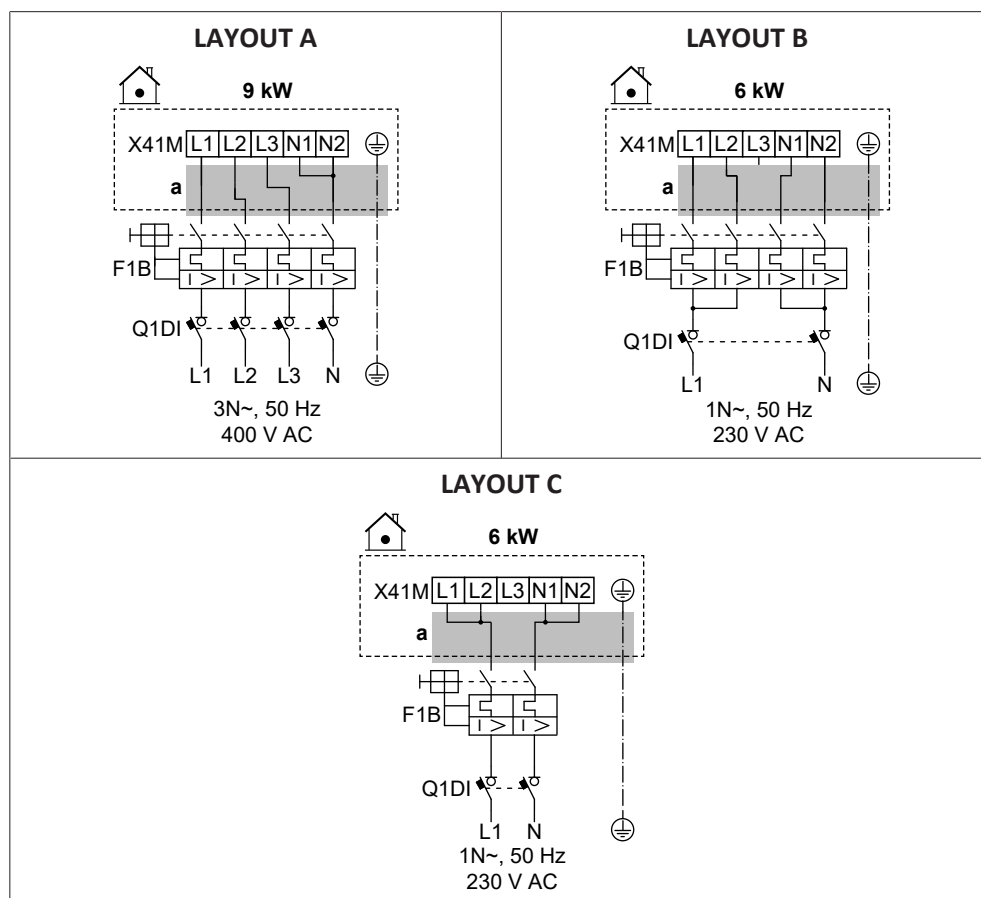 LAYOUT A
9 kW
X41M L1 L2 L3 N1 N2
a
F1B
I > I > I > I >
Q1DI
L1 L2 L3 N
3N~, 50 Hz
400 V AC
LAYOUT B
6 kW
X41M L1 L2 L3 N1 N2
a
F1B
I > I > I > I >
Q1DI
L1 N
1N~, 50 Hz
230 V AC
LAYOUT C
6 kW
X41M L1 L2 L3 N1 N2
a
F1B
I > I >
Q1DI
L1 N
1N~, 50 Hz
230 V AC